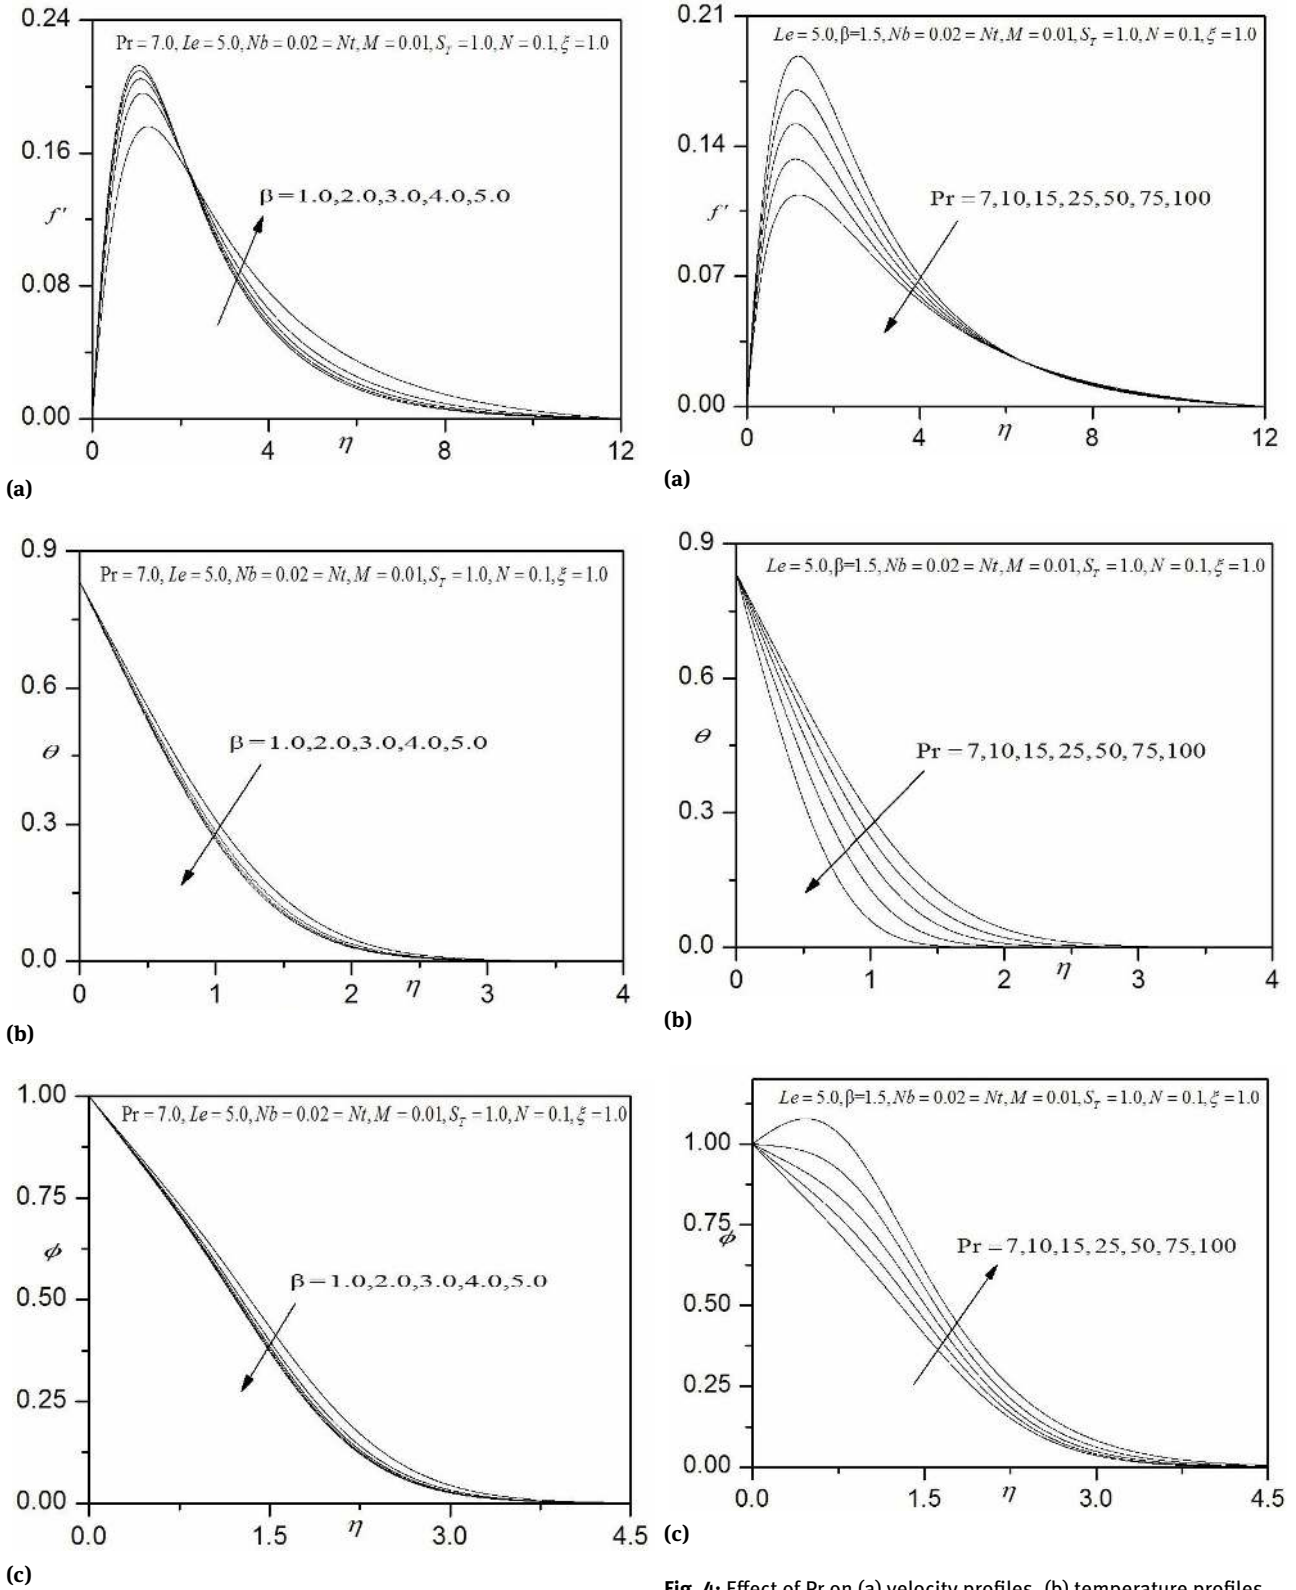 0.24
Pr = 7.0, Le = 5.0, Nb = 0.02 = Nt, M = 0.01, S_T = 1.0, N = 0.1, ξ = 1.0
0.16
β=1.0,2.0,3.0,4.0,5.0
f'
0.08
0.00
0 4 η 8 12
(a)
0.9
Pr = 7.0, Le = 5.0, Nb = 0.02 = Nt, M = 0.01, S_T = 1.0, N = 0.1, ξ = 1.0
0.6
β=1.0,2.0,3.0,4.0,5.0
θ
0.3
0.0
0 1 2 η 3 4
(b)
1.00
Pr = 7.0, Le = 5.0, Nb = 0.02 = Nt, M = 0.01, S_T = 1.0, N = 0.1, ξ = 1.0
0.75
ϕ
β=1.0,2.0,3.0,4.0,5.0
0.50
0.25
0.00
0.0 1.5 η 3.0 4.5
(c)
0.21
Le = 5.0, β=1.5, Nb = 0.02 = Nt, M = 0.01, S_T = 1.0, N = 0.1, ξ = 1.0
0.14
Pr = 7,10,15,25,50,75,100
f'
0.07
0.00
0 4 η 8 12
(a)
0.9
Le = 5.0, β=1.5, Nb = 0.02 = Nt, M = 0.01, S_T = 1.0, N = 0.1, ξ = 1.0
0.6
θ
Pr = 7,10,15,25,50,75,100
0.3
0.0
0 1 2 η 3 4
(b)
Le = 5.0, β=1.5, Nb = 0.02 = Nt, M = 0.01, S_T = 1.0, N = 0.1, ξ = 1.0
1.00
0.75
ϕ
Pr = 7,10,15,25,50,75,100
0.50
0.25
0.00
0.0 1.5 η 3.0 4.5
(c)
Fig. 4: Effect of Pr on (a) velocity profiles, (b) temperature profiles